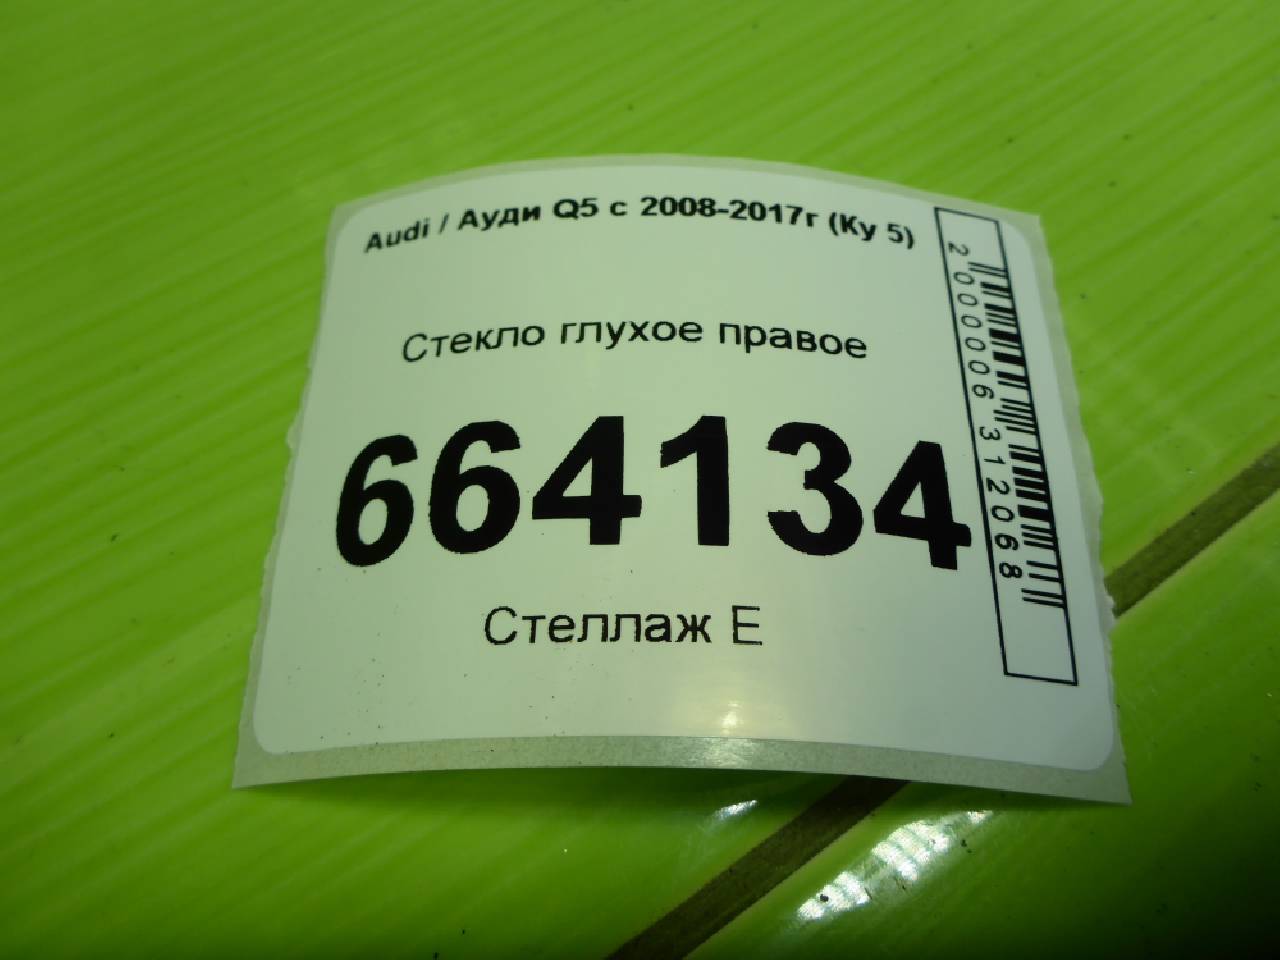 Audi / Ауди Q5 с 2008-2017г (Ку 5)
Стекло глухое правое
664134
Стеллаж Е
2000006312068